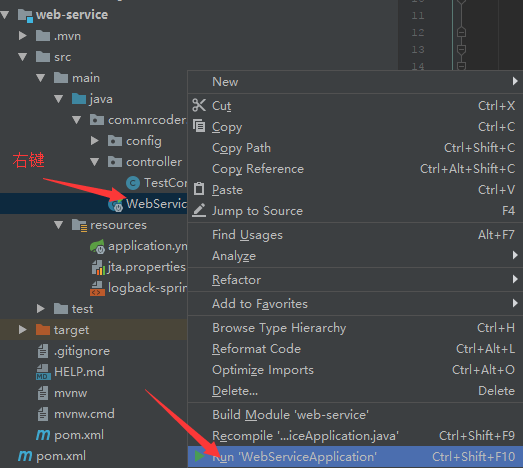 web-service
.mvn
src
main
java
com.mrcoder
config
controller
TestCon
WebServic
resources
application.ym
jta.properties
logback-sprin
test
target
.gitignore
HELP.md
mvnw
mvnw.cmd
pom.xml
pom.xml
右键
10
11
12
13
14
New
Cut Ctrl+X
Copy Ctrl+C
Copy Path Ctrl+Shift+C
Copy Reference Ctrl+Alt+Shift+C
Paste Ctrl+V
Jump to Source F4
Find Usages Alt+F7
Analyze
Refactor
Add to Favorites
Browse Type Hierarchy Ctrl+H
Reformat Code Ctrl+Alt+L
Optimize Imports Ctrl+Alt+O
Delete...
Build Module 'web-service'
Recompile '...iceApplication.java' Ctrl+Shift+F9
Run 'WebServiceApplication' Ctrl+Shift+F10